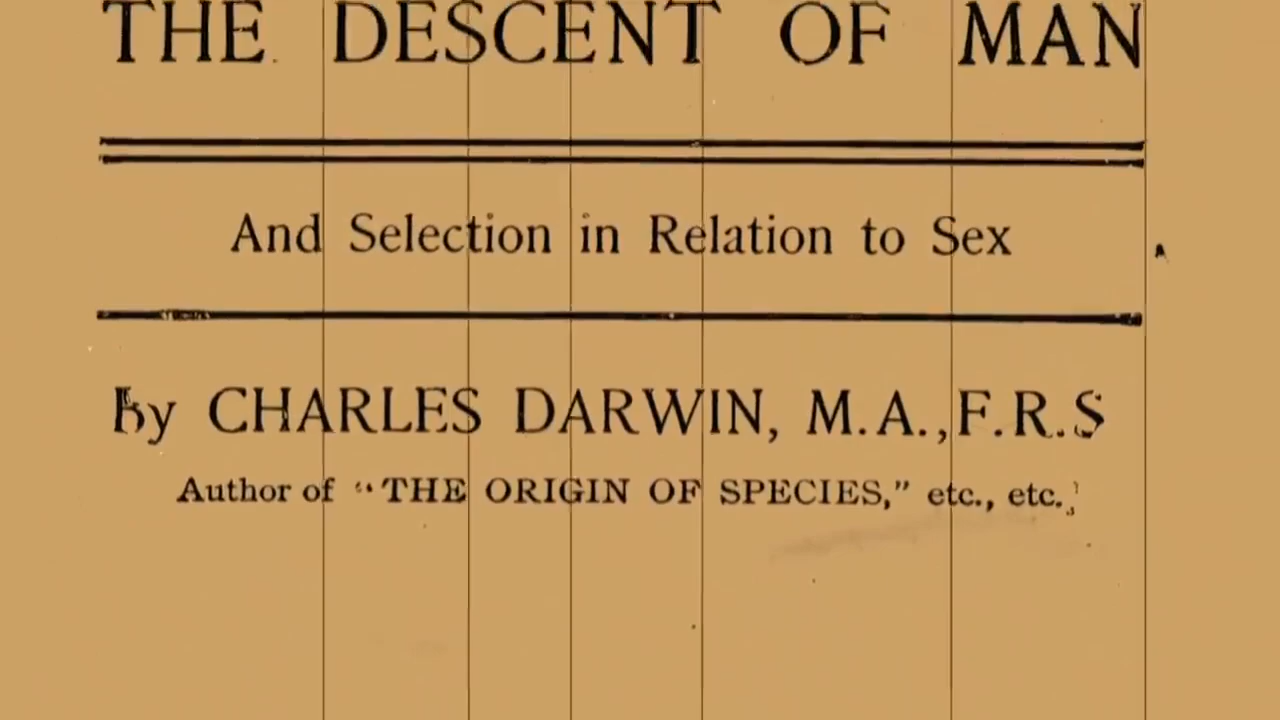 THE DESCENT OF MAN
And Selection in Relation to Sex
By CHARLES DARWIN, M.A., F.R.S
Author of "THE ORIGIN OF SPECIES," etc., etc.